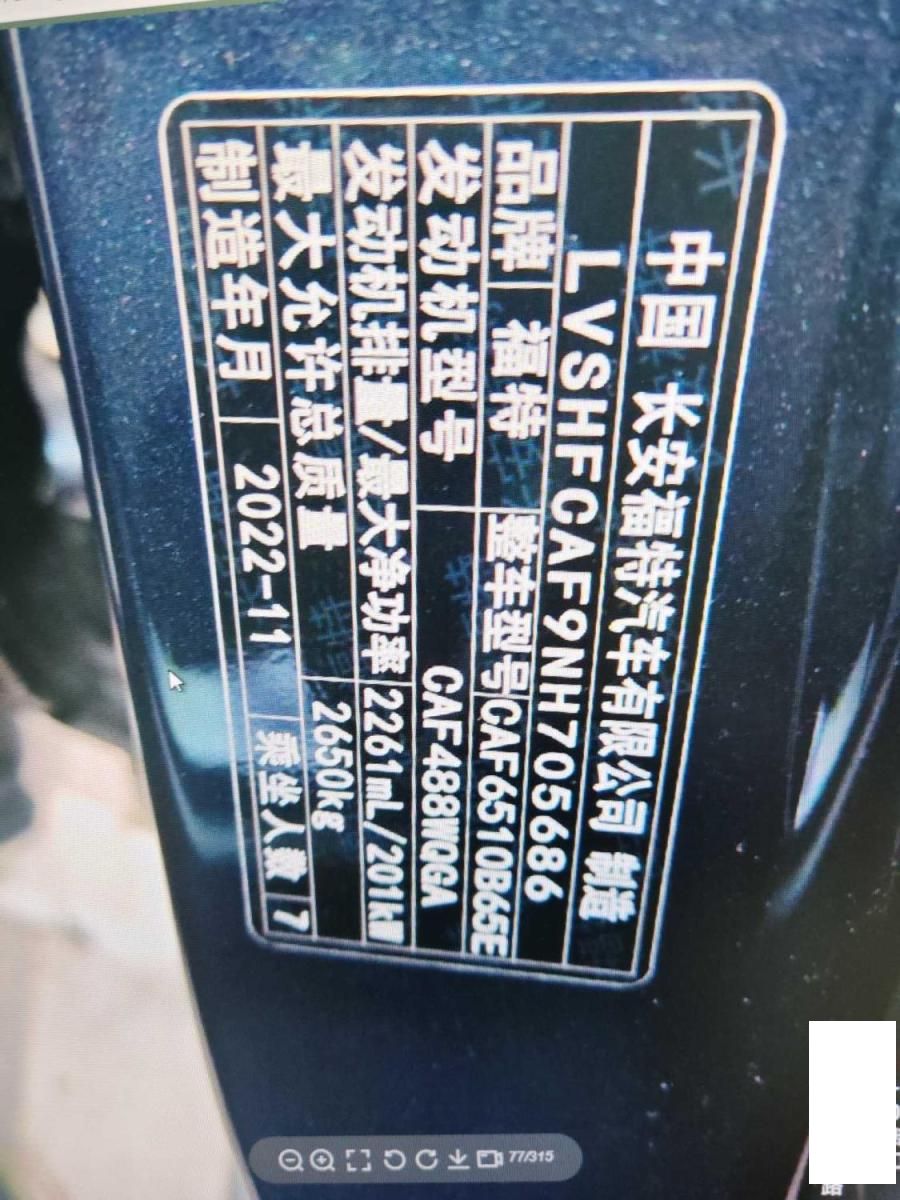 中国 长安福特汽车有限公司 制造
LVSHFCAF9NH705686
品牌 福特 整车型号 CAF6510B65E
发动机型号 CAF488WQGA
发动机排量/最大净功率 2261mL/201kW
最大允许总质量 2650kg
制造年月 2022-11 乘坐人数 7
77/315